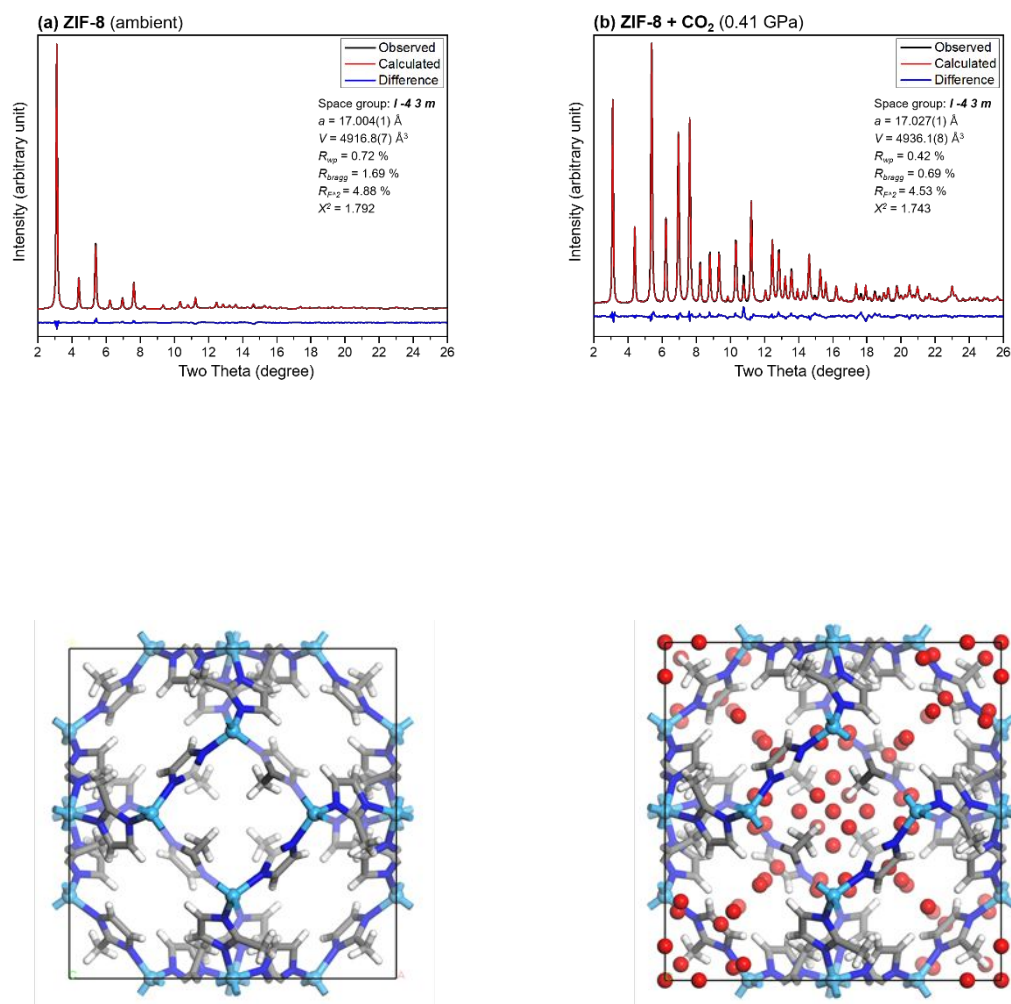 (a) ZIF-8 (ambient)
Intensity (arbitrary unit)
Observed
Calculated
Difference
Space group: I -4 3 m
a = 17.004(1) Å
V = 4916.8(7) Å³
Rwp = 0.72 %
Rbragg = 1.69 %
RF^2 = 4.88 %
X² = 1.792
2 4 6 8 10 12 14 16 18 20 22 24 26
Two Theta (degree)
(b) ZIF-8 + CO₂ (0.41 GPa)
Intensity (arbitrary unit)
Observed
Calculated
Difference
Space group: I -4 3 m
a = 17.027(1) Å
V = 4936.1(8) Å³
Rwp = 0.42 %
Rbragg = 0.69 %
RF^2 = 4.53 %
X² = 1.743
2 4 6 8 10 12 14 16 18 20 22 24 26
Two Theta (degree)